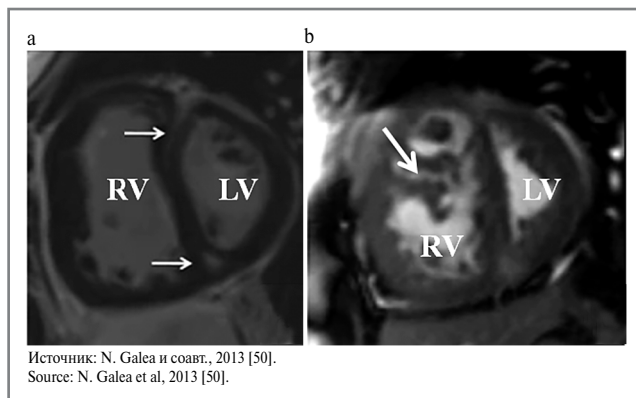 a
b
RV
LV
LV
RV
Источник: N. Galea и соавт., 2013 [50].
Source: N. Galea et al, 2013 [50].